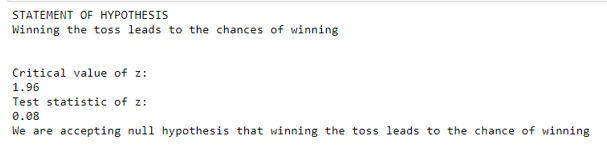 STATEMENT OF HYPOTHESIS
Winning the toss leads to the chances of winning
Critical value of z:
1.96
Test statistic of z:
0.08
We are accepting null hypothesis that winning the toss leads to the chance of winning